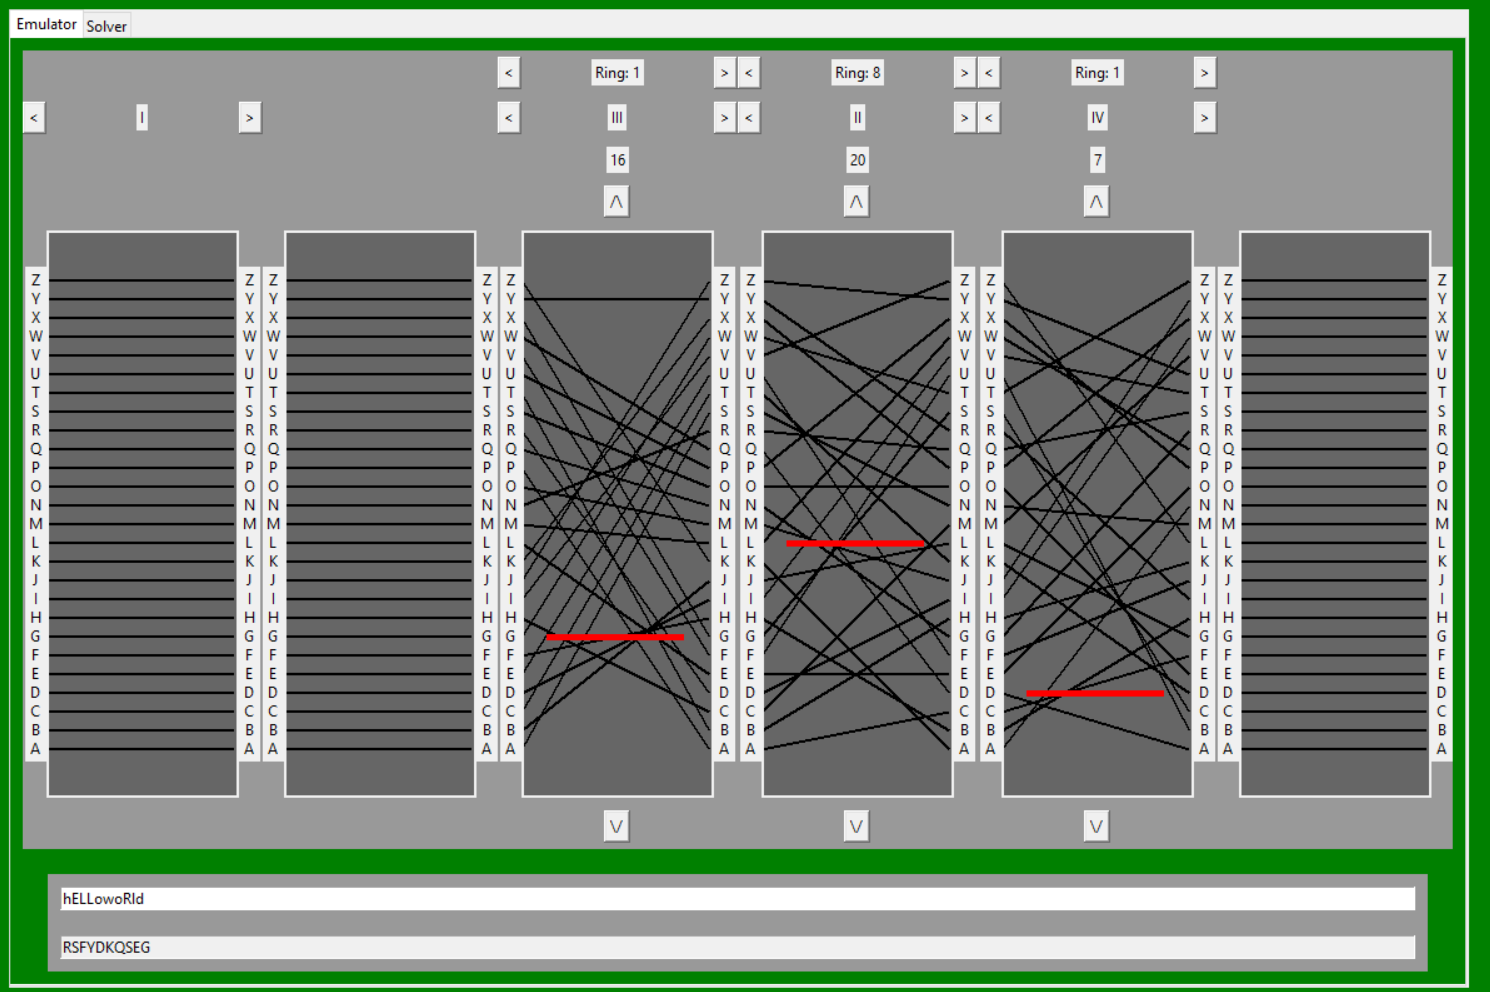 Emulator Solver
< Ring: 1 > < Ring: 8 > < Ring: 1 >
< I > < III > < II > < IV >
16 20 7
/\ /\ /\
Z Z Z Z Z Z Z Z Z Z Z Z
Y Y Y Y Y Y Y Y Y Y Y Y
X X X X X X X X X X X X
W W W W W W W W W W W W
V V V V V V V V V V V V
U U U U U U U U U U U U
T T T T T T T T T T T T
S S S S S S S S S S S S
R R R R R R R R R R R R
Q Q Q Q Q Q Q Q Q Q Q Q
P P P P P P P P P P P P
O O O O O O O O O O O O
N N N N N N N N N N N N
M M M M M M M M M M M M
L L L L L L L L L L L L
K K K K K K K K K K K K
J J J J J J J J J J J J
I I I I I I I I I I I I
H H H H H H H H H H H H
G G G G G G G G G G G G
F F F F F F F F F F F F
E E E E E E E E E E E E
D D D D D D D D D D D D
C C C C C C C C C C C C
B B B B B B B B B B B B
A A A A A A A A A A A A
\/ \/ \/
hELLowoRld
RSFYDKQSEG